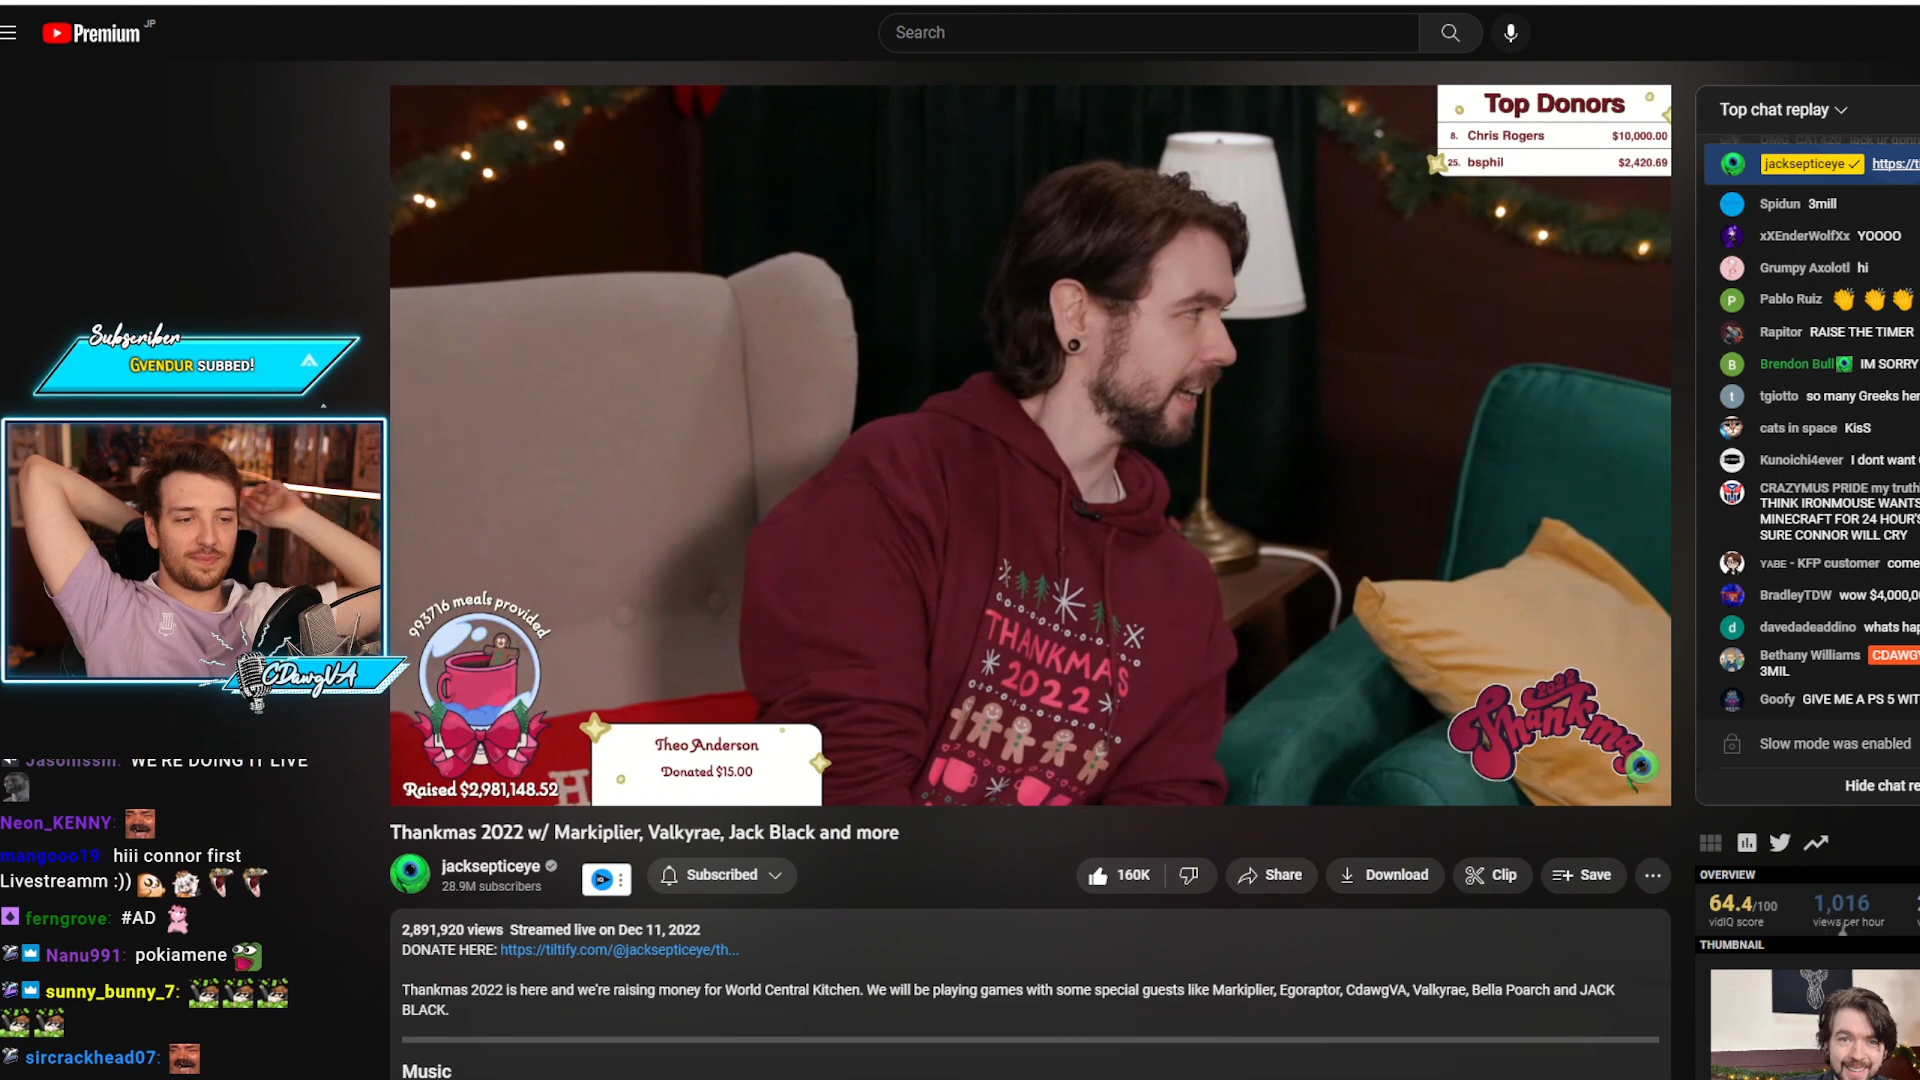 Premium JP
Search
Top Donors
8. Chris Rogers $10,000.00
25. bsphil $2,420.69
Top chat replay
jacksepticeye https://ti
Spidun 3mill
xXEnderWolfXx YOOOO
Grumpy Axolotl hi
Pablo Ruiz 👏 👏 👏
Rapitor RAISE THE TIMER
Brendon Bull IM SORRY
tgiotto so many Greeks her
cats in space KisS
Kunoichi4ever I dont want
CRAZYMUS PRIDE my truth
THINK IRONMOUSE WANTS
MINECRAFT FOR 24 HOUR'S
SURE CONNOR WILL CRY
YABE - KFP customer come
BradleyTDW wow $4,000,0
davedadeaddino whats hap
Bethany Williams CDAWG
3MIL
Goofy GIVE ME A PS 5 WIT
Slow mode was enabled
Hide chat re
Subscriber
GVENDUR SUBBED!
CDawgVA
993716 meals provided
Raised $2,981,148.52
Theo Anderson
Donated $15.00
THANKMAS
2022
2022
Thankmas
Jasonissin: WE'RE DOING IT LIVE
Neon_KENNY:
mangooo19: hiii connor first
Livestreamm :))
ferngrove: #AD
Nanu991: pokiamene
sunny_bunny_7:
sircrackhead07:
Thankmas 2022 w/ Markiplier, Valkyrae, Jack Black and more
jacksepticeye
28.9M subscribers
Subscribed
160K
Share
Download
Clip
Save
2,891,920 views Streamed live on Dec 11, 2022
DONATE HERE: https://tiltify.com/@jacksepticeye/th...
Thankmas 2022 is here and we're raising money for World Central Kitchen. We will be playing games with some special guests like Markiplier, Egoraptor, CdawgVA, Valkyrae, Bella Poarch and JACK
BLACK.
Music
OVERVIEW
64.4/100
vidIQ score
1,016
views per hour
THUMBNAIL